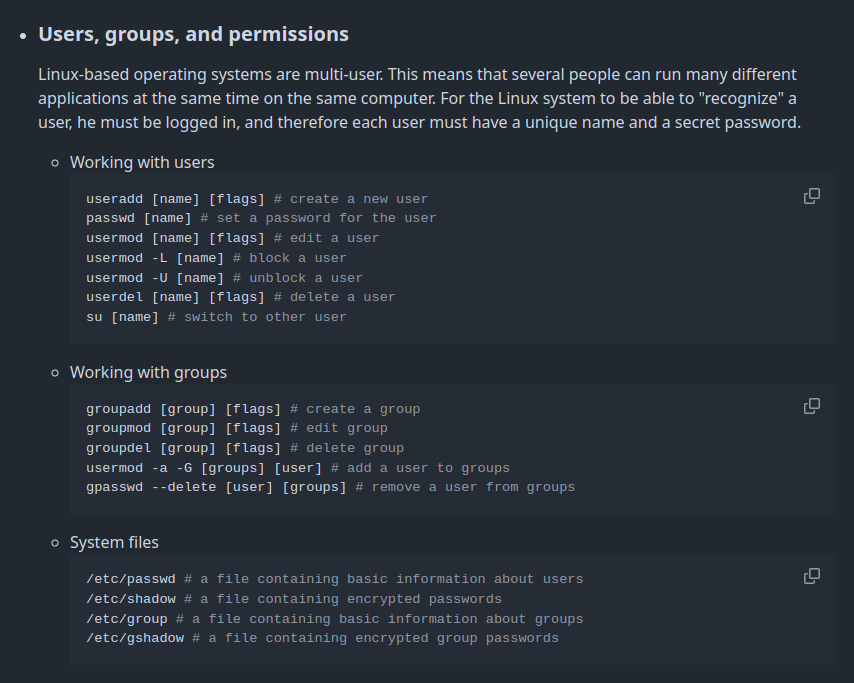 Users, groups, and permissions
Linux-based operating systems are multi-user. This means that several people can run many different
applications at the same time on the same computer. For the Linux system to be able to "recognize" a
user, he must be logged in, and therefore each user must have a unique name and a secret password.
Working with users
useradd [name] [flags] # create a new user
passwd [name] # set a password for the user
usermod [name] [flags] # edit a user
usermod -L [name] # block a user
usermod -U [name] # unblock a user
userdel [name] [flags] # delete a user
su [name] # switch to other user
Working with groups
groupadd [group] [flags] # create a group
groupmod [group] [flags] # edit group
groupdel [group] [flags] # delete group
usermod -a -G [groups] [user] # add a user to groups
gpasswd --delete [user] [groups] # remove a user from groups
System files
/etc/passwd # a file containing basic information about users
/etc/shadow # a file containing encrypted passwords
/etc/group # a file containing basic information about groups
/etc/gshadow # a file containing encrypted group passwords